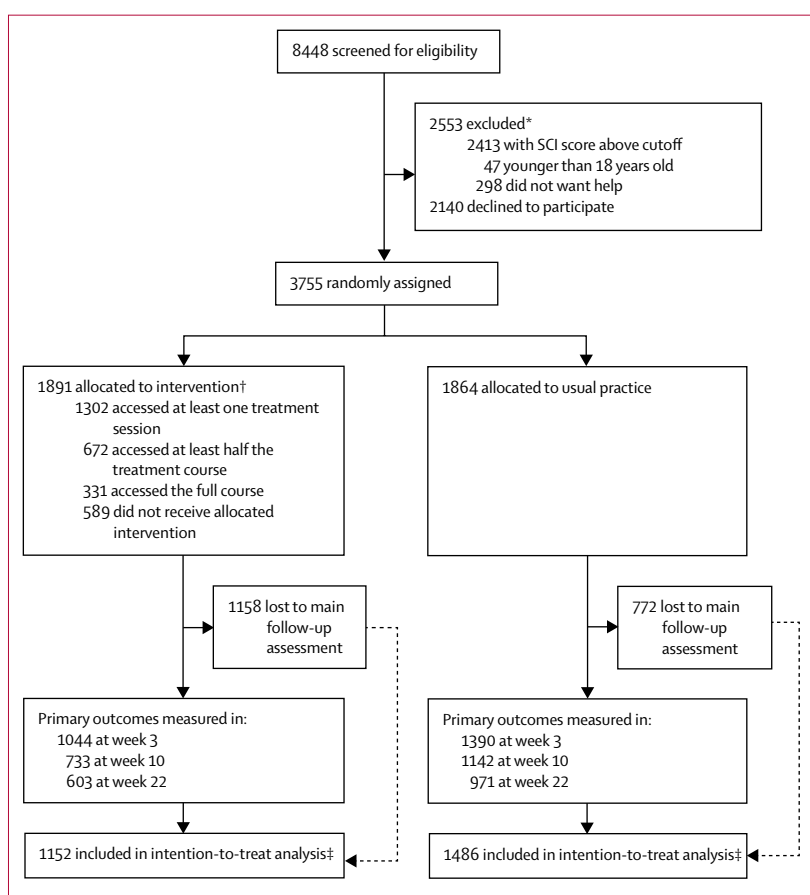 8448 screened for eligibility
2553 excluded*
2413 with SCI score above cutoff
47 younger than 18 years old
298 did not want help
2140 declined to participate
3755 randomly assigned
1891 allocated to intervention†
1302 accessed at least one treatment
session
672 accessed at least half the
treatment course
331 accessed the full course
589 did not receive allocated
intervention
1864 allocated to usual practice
1158 lost to main
follow-up
assessment
772 lost to main
follow-up
assessment
Primary outcomes measured in:
1044 at week 3
733 at week 10
603 at week 22
Primary outcomes measured in:
1390 at week 3
1142 at week 10
971 at week 22
1152 included in intention-to-treat analysis‡
1486 included in intention-to-treat analysis‡